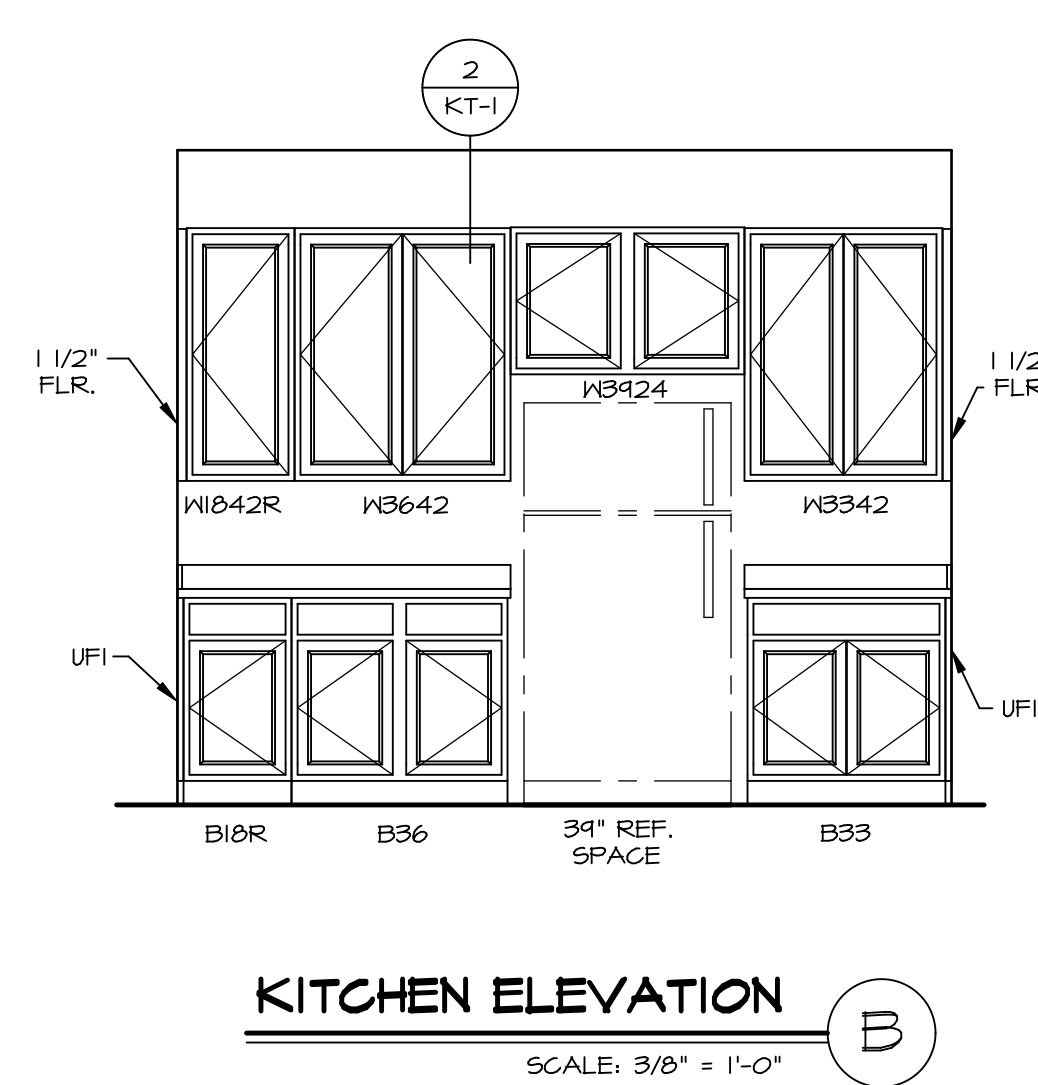 2
KT-1
1 1/2"
FLR.
1 1/2
FLR
W3924
W1842R
W3642
W3342
UF1
UF1
B18R
B36
39" REF.
SPACE
B33
KITCHEN ELEVATION
B
SCALE: 3/8" = 1'-0"